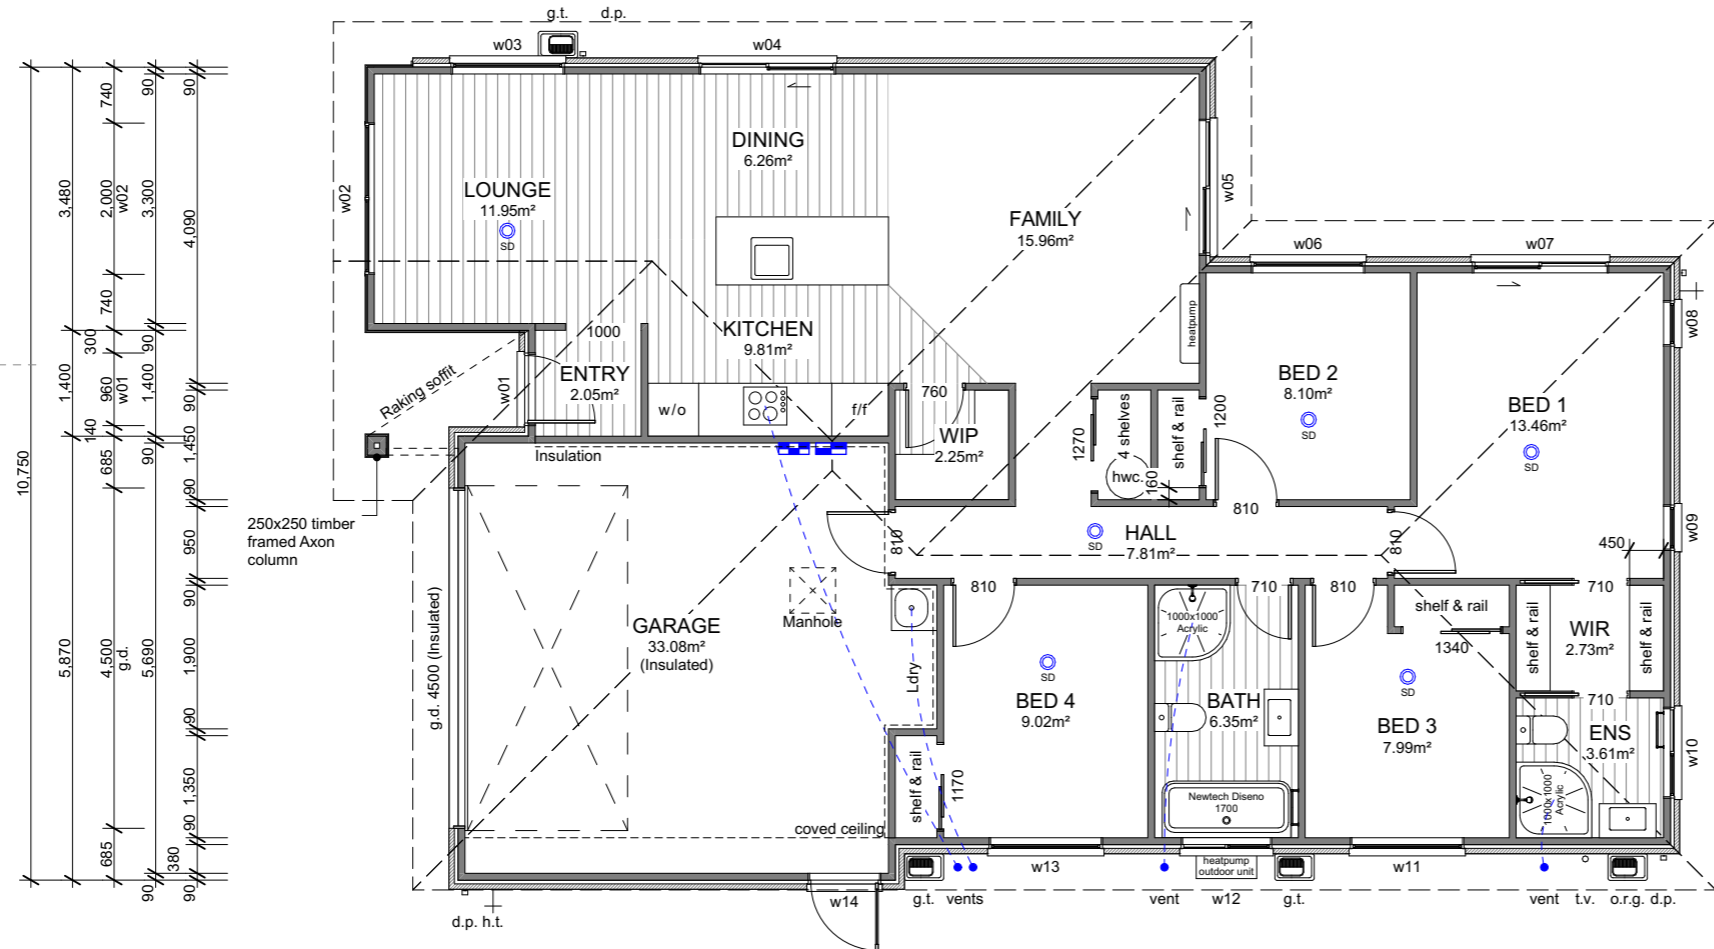 g.t. d.p.
w03
w04
DINING
6.26m²
LOUNGE
11.95m²
SD
FAMILY
15.96m²
w02
w05
w06
w07
w08
w09
w10
heatpump
KITCHEN
9.81m²
1000
ENTRY
2.05m²
w01
Raking soffit
w/o
f/f
760
WIP
2.25m²
1270
4 shelves
hwc.
160
shelf & rail
1200
BED 2
8.10m²
SD
BED 1
13.46m²
SD
Insulation
250x250 timber
framed Axon
column
810
HALL
7.81m²
SD
810
810
450
710
810
710
810
shelf & rail
1340
shelf & rail
WIR
2.73m²
shelf & rail
710
1000x1000
Acrylic
Manhole
GARAGE
33.08m²
(Insulated)
g.d. 4500 (Insulated)
Ldry
SD
BED 4
9.02m²
BATH
6.35m²
SD
BED 3
7.99m²
ENS
3.61m²
1000x1000
Acrylic
shelf & rail
1170
Newtech Diseno
1700
coved ceiling
heatpump
outdoor unit
w14
w13
w12
w11
d.p. h.t.
g.t. vents
vent
g.t.
vent t.v. o.r.g. d.p.
10,750
3,480
1,400
5,870
740
2,000
w02
740
300
960
w01
140
685
4,500
g.d.
685
90
3,300
90
1,400
90
5,690
90
380
90
4,090
90
1,450
90
950
90
1,900
90
1,350
90
90